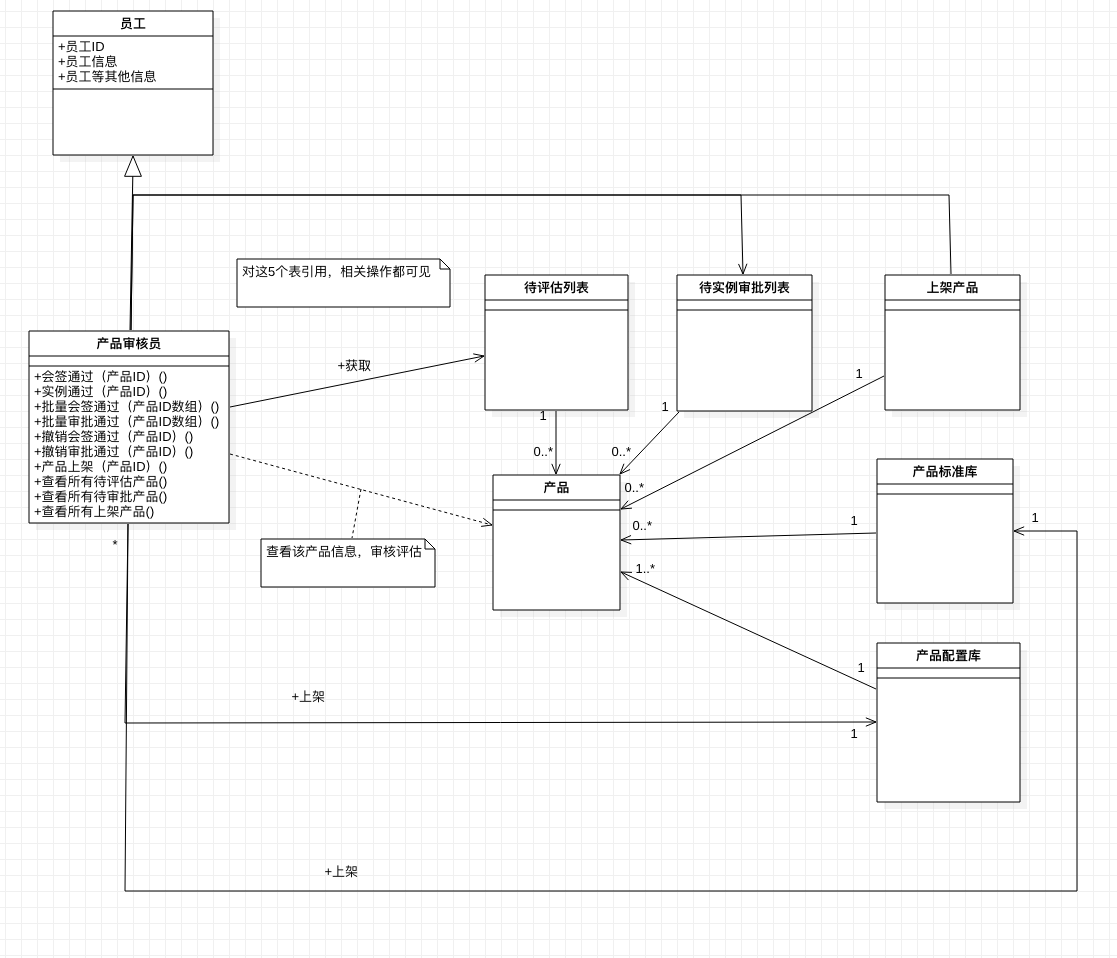 员工
+员工ID
+员工信息
+员工等其他信息
对这5个表引用，相关操作都可见
待评估列表
待实例审批列表
上架产品
产品审核员
+会签通过（产品ID）()
+实例通过（产品ID）()
+批量会签通过（产品ID数组）()
+批量审批通过（产品ID数组）()
+撤销会签通过（产品ID）()
+撤销审批通过（产品ID）()
+产品上架（产品ID）()
+查看所有待评估产品()
+查看所有待审批产品()
+查看所有上架产品()
+获取
1
0..*
1
0..*
1
0..*
产品
产品标准库
0..*
1
1
1..*
*
查看该产品信息，审核评估
产品配置库
1
+上架
1
+上架